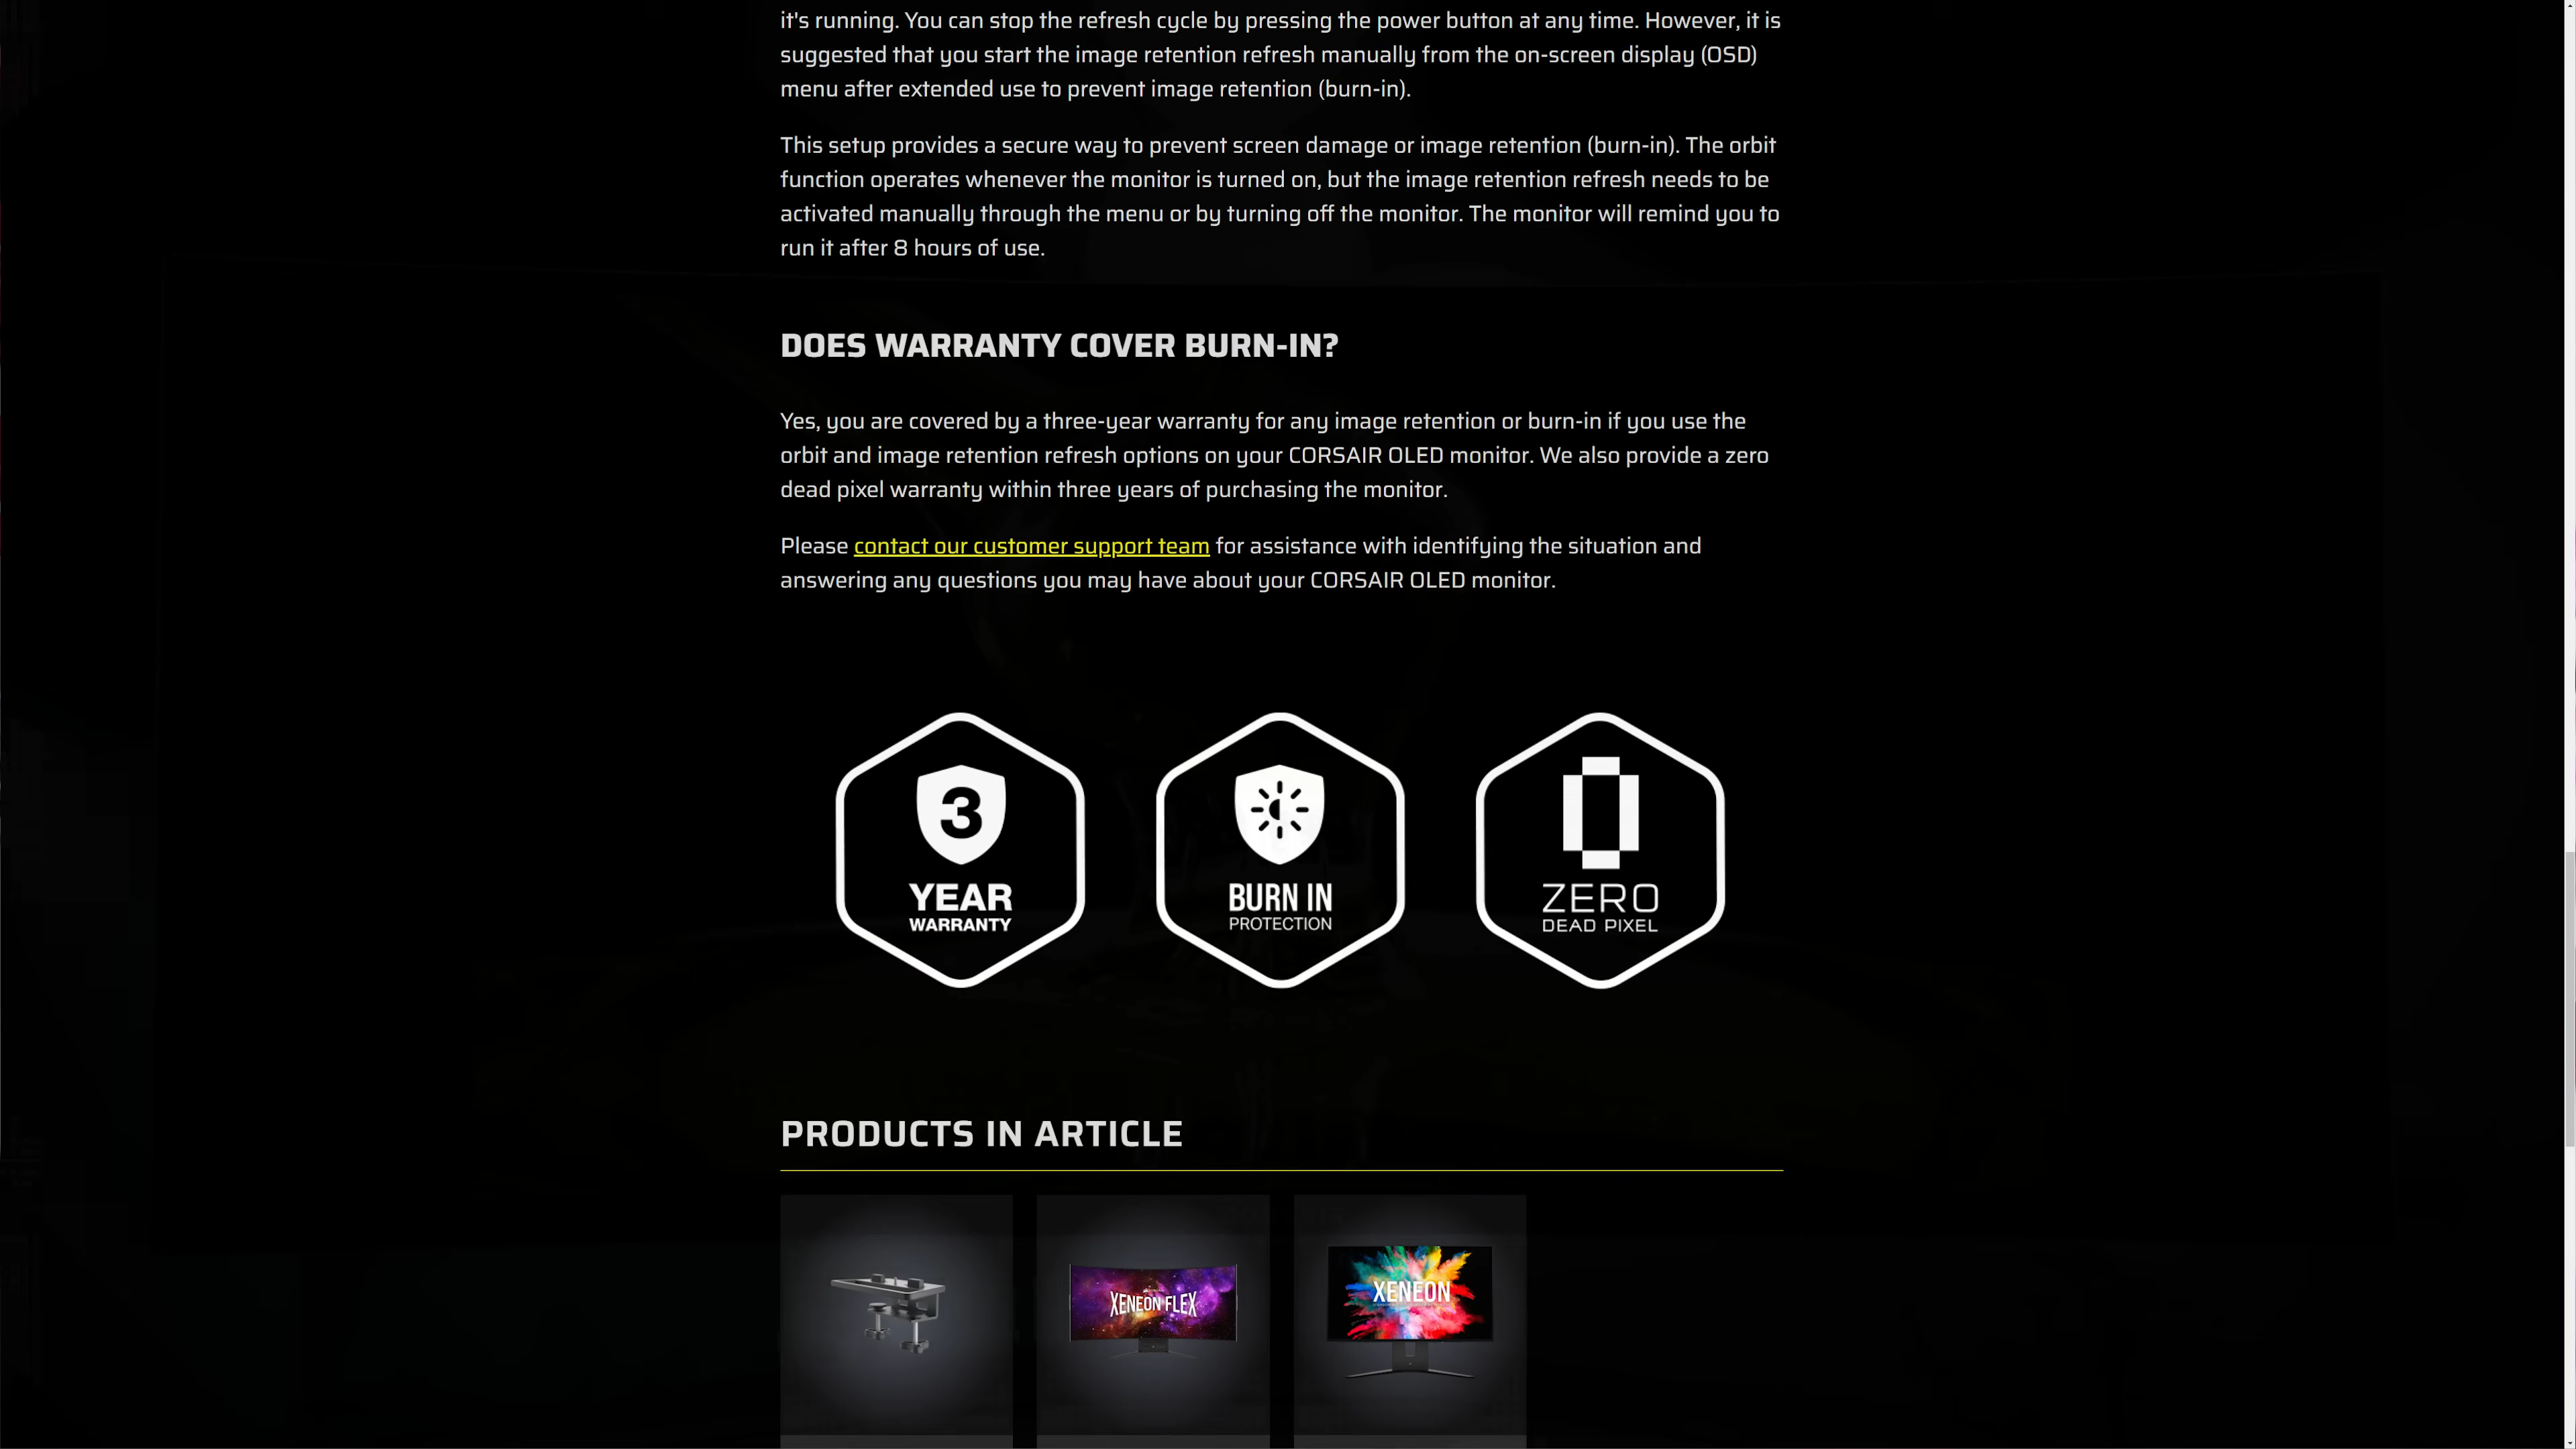 it's running. You can stop the refresh cycle by pressing the power button at any time. However, it is
suggested that you start the image retention refresh manually from the on-screen display (OSD)
menu after extended use to prevent image retention (burn-in).
This setup provides a secure way to prevent screen damage or image retention (burn-in). The orbit
function operates whenever the monitor is turned on, but the image retention refresh needs to be
activated manually through the menu or by turning off the monitor. The monitor will remind you to
run it after 8 hours of use.
DOES WARRANTY COVER BURN-IN?
Yes, you are covered by a three-year warranty for any image retention or burn-in if you use the
orbit and image retention refresh options on your CORSAIR OLED monitor. We also provide a zero
dead pixel warranty within three years of purchasing the monitor.
Please contact our customer support team for assistance with identifying the situation and
answering any questions you may have about your CORSAIR OLED monitor.
3
YEAR
WARRANTY
BURN IN
PROTECTION
0
ZERO
DEAD PIXEL
PRODUCTS IN ARTICLE
XENEON FLEX
XENEON